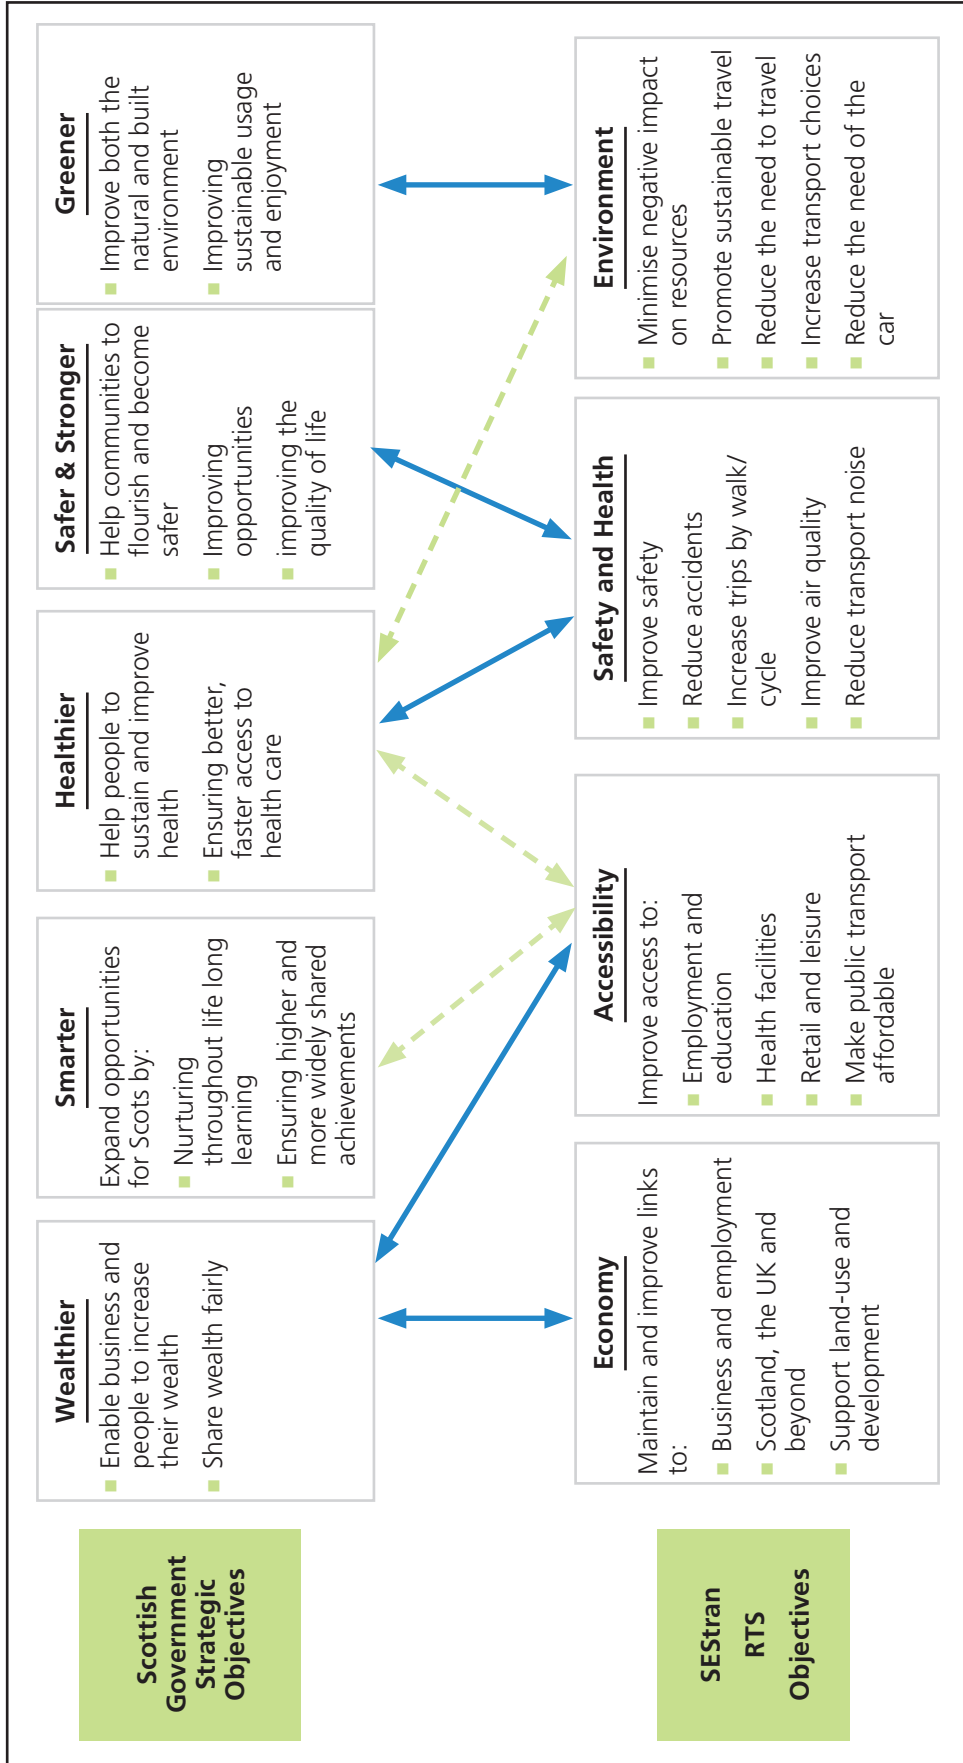 Scottish
Government
Strategic
Objectives
Wealthier
Enable business and
people to increase
their wealth
Share wealth fairly
Smarter
Expand opportunities
for Scots by:
Nurturing
throughout life long
learning
Ensuring higher and
more widely shared
achievements
Healthier
Help people to
sustain and improve
health
Ensuring better,
faster access to
health care
Safer & Stronger
Help communities to
flourish and become
safer
Improving
opportunities
improving the
quality of life
Greener
Improve both the
natural and built
environment
Improving
sustainable usage
and enjoyment
SEStran
RTS
Objectives
Economy
Maintain and improve links
to:
Business and employment
Scotland, the UK and
beyond
Support land-use and
development
Accessibility
Improve access to:
Employment and
education
Health facilities
Retail and leisure
Make public transport
affordable
Safety and Health
Improve safety
Reduce accidents
Increase trips by walk/
cycle
Improve air quality
Reduce transport noise
Environment
Minimise negative impact
on resources
Promote sustainable travel
Reduce the need to travel
Increase transport choices
Reduce the need of the
car